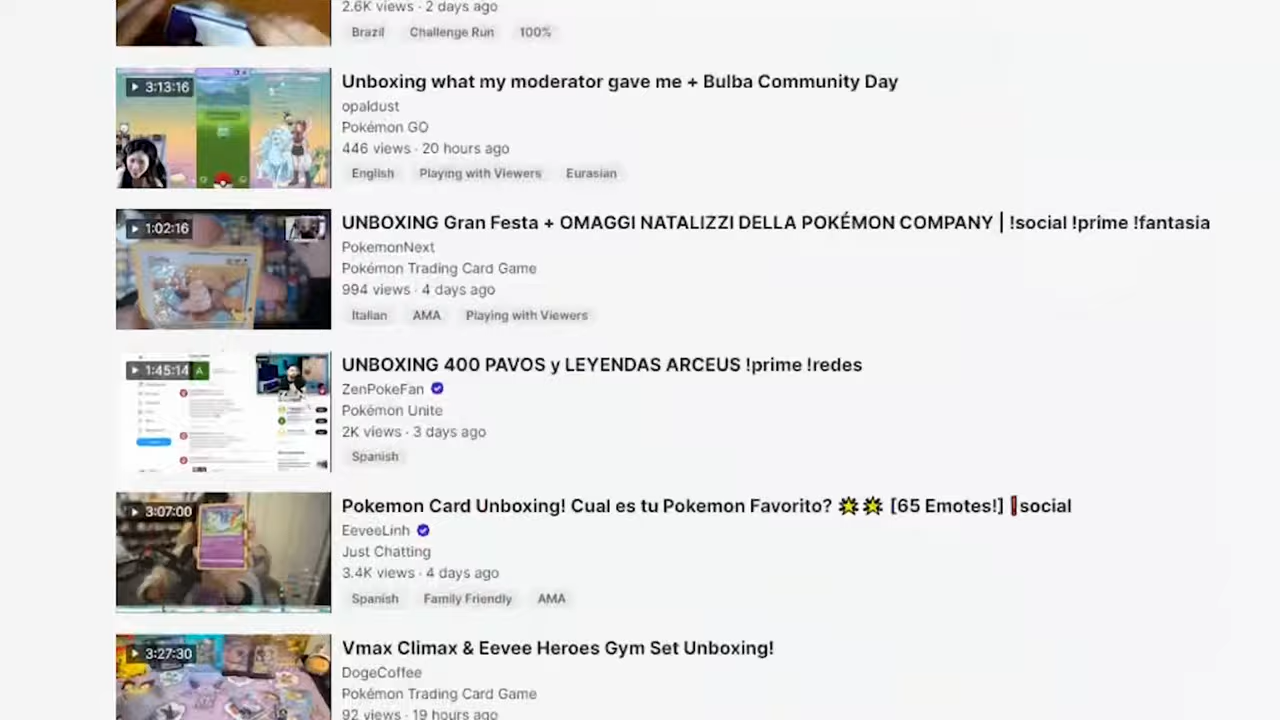 2.6K views · 2 days ago
Brazil Challenge Run 100%
3:13:16
Unboxing what my moderator gave me + Bulba Community Day
opaldust
Pokémon GO
446 views · 20 hours ago
English Playing with Viewers Eurasian
1:02:16
UNBOXING Gran Festa + OMAGGI NATALIZZI DELLA POKÉMON COMPANY | !social !prime !fantasia
PokemonNext
Pokémon Trading Card Game
994 views · 4 days ago
Italian AMA Playing with Viewers
1:45:14
A
UNBOXING 400 PAVOS y LEYENDAS ARCEUS !prime !redes
ZenPokeFan
Pokémon Unite
2K views · 3 days ago
Spanish
3:07:00
Pokemon Card Unboxing! Cual es tu Pokemon Favorito? 🌟🌟 [65 Emotes!] ❗social
EeveeLinh
Just Chatting
3.4K views · 4 days ago
Spanish Family Friendly AMA
3:27:30
Vmax Climax & Eevee Heroes Gym Set Unboxing!
DogeCoffee
Pokémon Trading Card Game
92 views · 19 hours ago